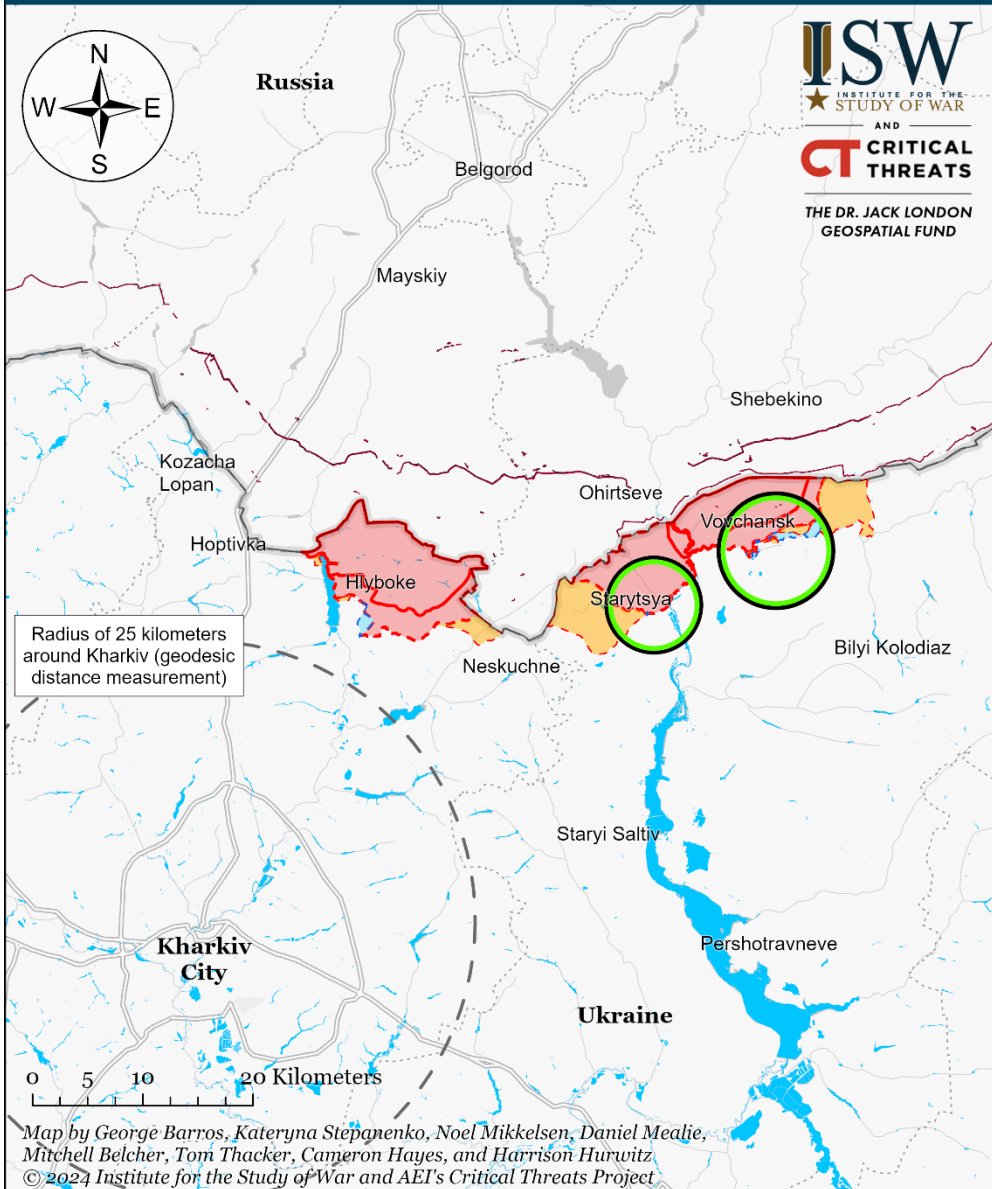 N
W
E
S
Russia
ISW
INSTITUTE FOR THE
STUDY OF WAR
AND
CT CRITICAL
THREATS
THE DR. JACK LONDON
GEOSPATIAL FUND
Belgorod
Mayskiy
Shebekino
Kozacha
Lopan
Ohirtseve
Vovchansk
Hoptivka
Hlyboke
Starytsya
Radius of 25 kilometers
around Kharkiv (geodesic
distance measurement)
Neskuchne
Bilyi Kolodiaz
Staryi Saltiv
Kharkiv
City
Pershotravneve
Ukraine
0 5 10 20 Kilometers
Map by George Barros, Kateryna Stepanenko, Noel Mikkelsen, Daniel Mealie,
Mitchell Belcher, Tom Thacker, Cameron Hayes, and Harrison Hurwitz
© 2024 Institute for the Study of War and AEI's Critical Threats Project